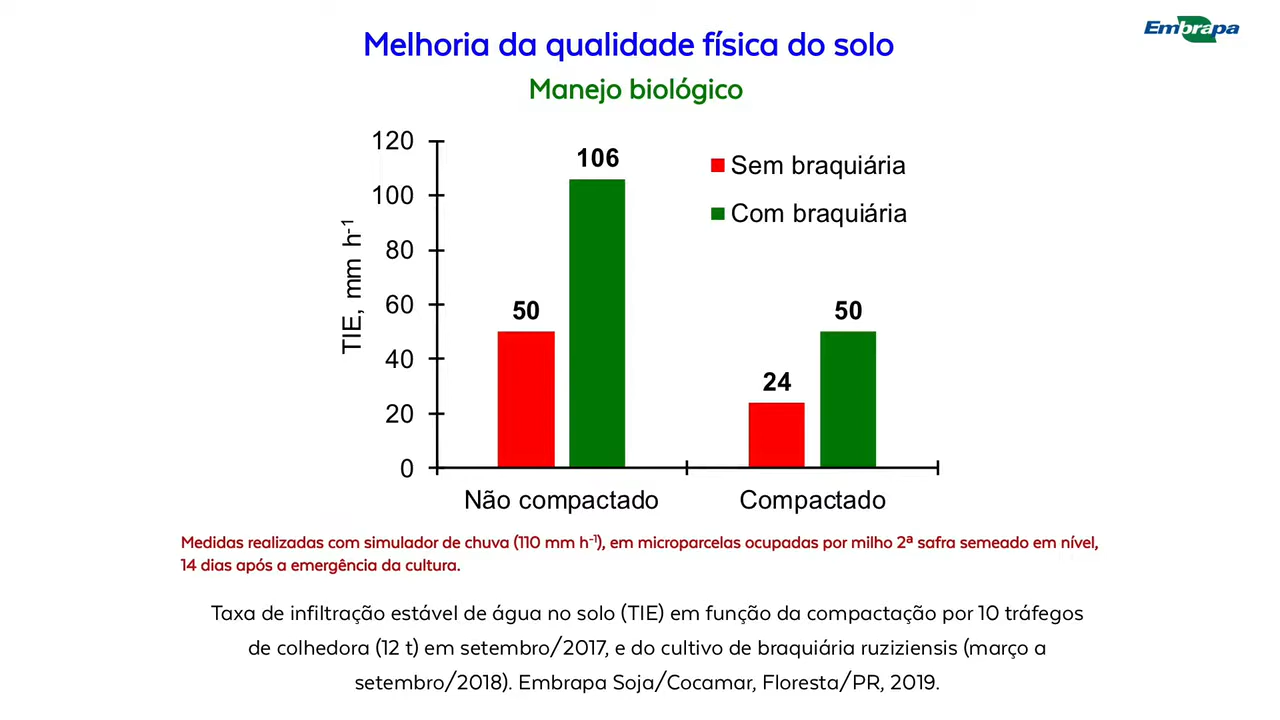 Embrapa
Melhoria da qualidade física do solo
Manejo biológico
120
100
80
60
40
20
0
TIE, mm h-1
50
106
24
50
Sem braquiária
Com braquiária
Não compactado
Compactado
Medidas realizadas com simulador de chuva (110 mm h-1), em microparcelas ocupadas por milho 2ª safra semeado em nível,
14 dias após a emergência da cultura.
Taxa de infiltração estável de água no solo (TIE) em função da compactação por 10 tráfegos
de colhedora (12 t) em setembro/2017, e do cultivo de braquiária ruziziensis (março a
setembro/2018). Embrapa Soja/Cocamar, Floresta/PR, 2019.